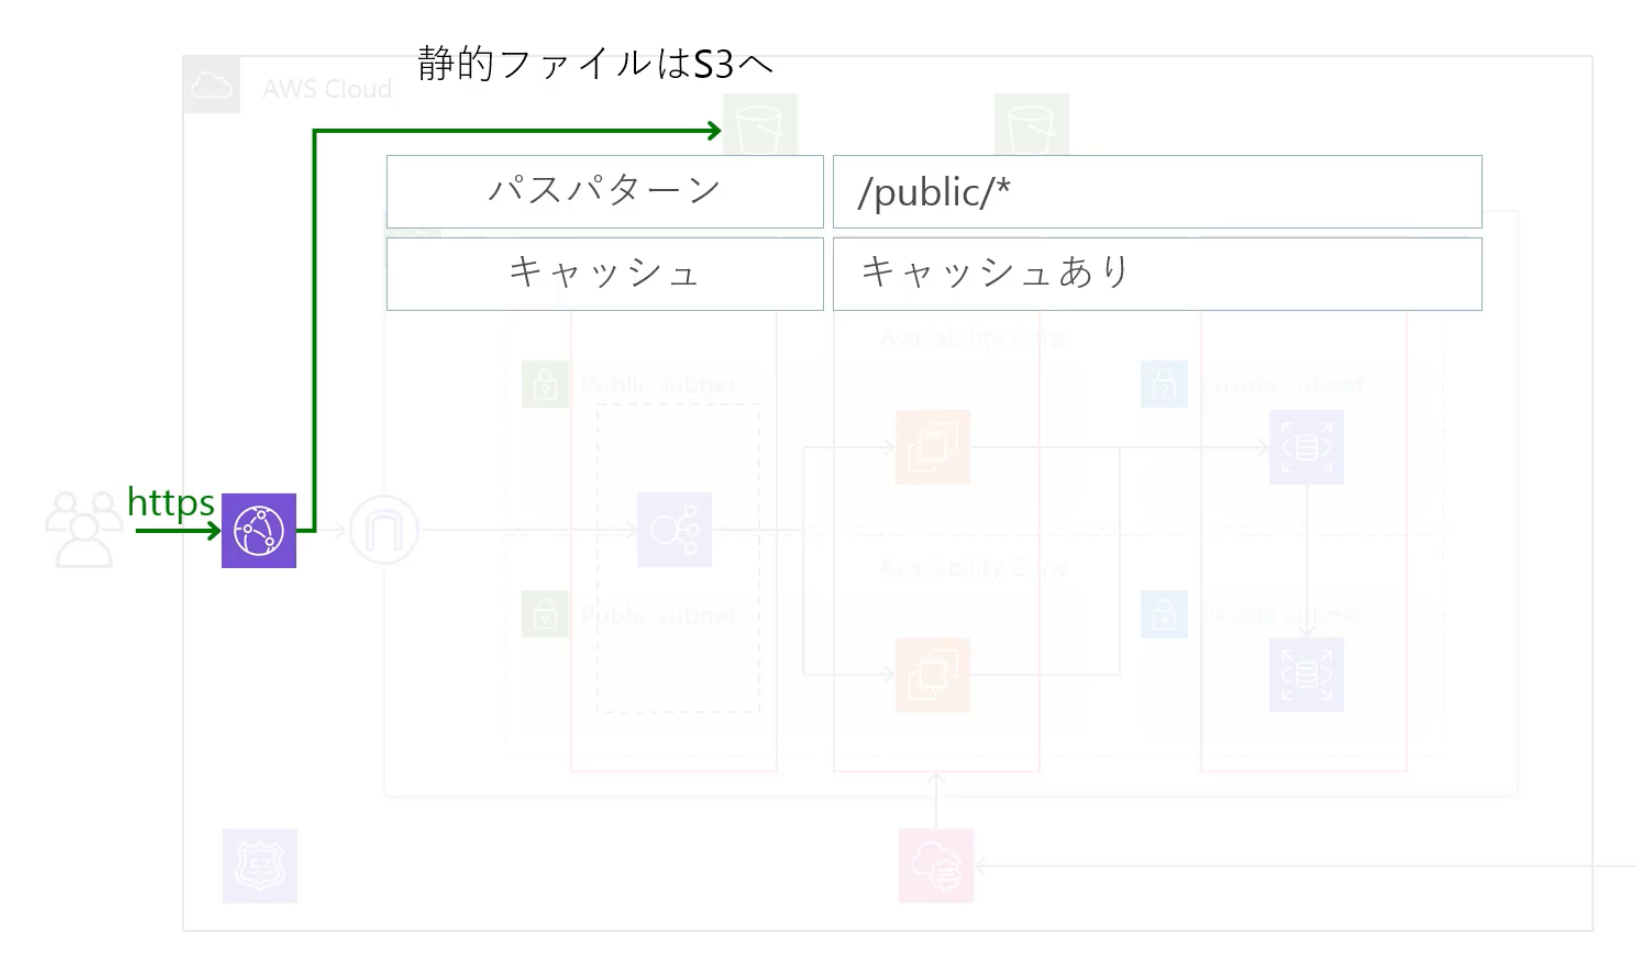 静的ファイルはS3へ
AWS Cloud
パスパターン
/public/*
キャッシュ
キャッシュあり
Availability Zone
Public subnet
Private subnet
https
Availability Zone
Public subnet
Private subnet
53